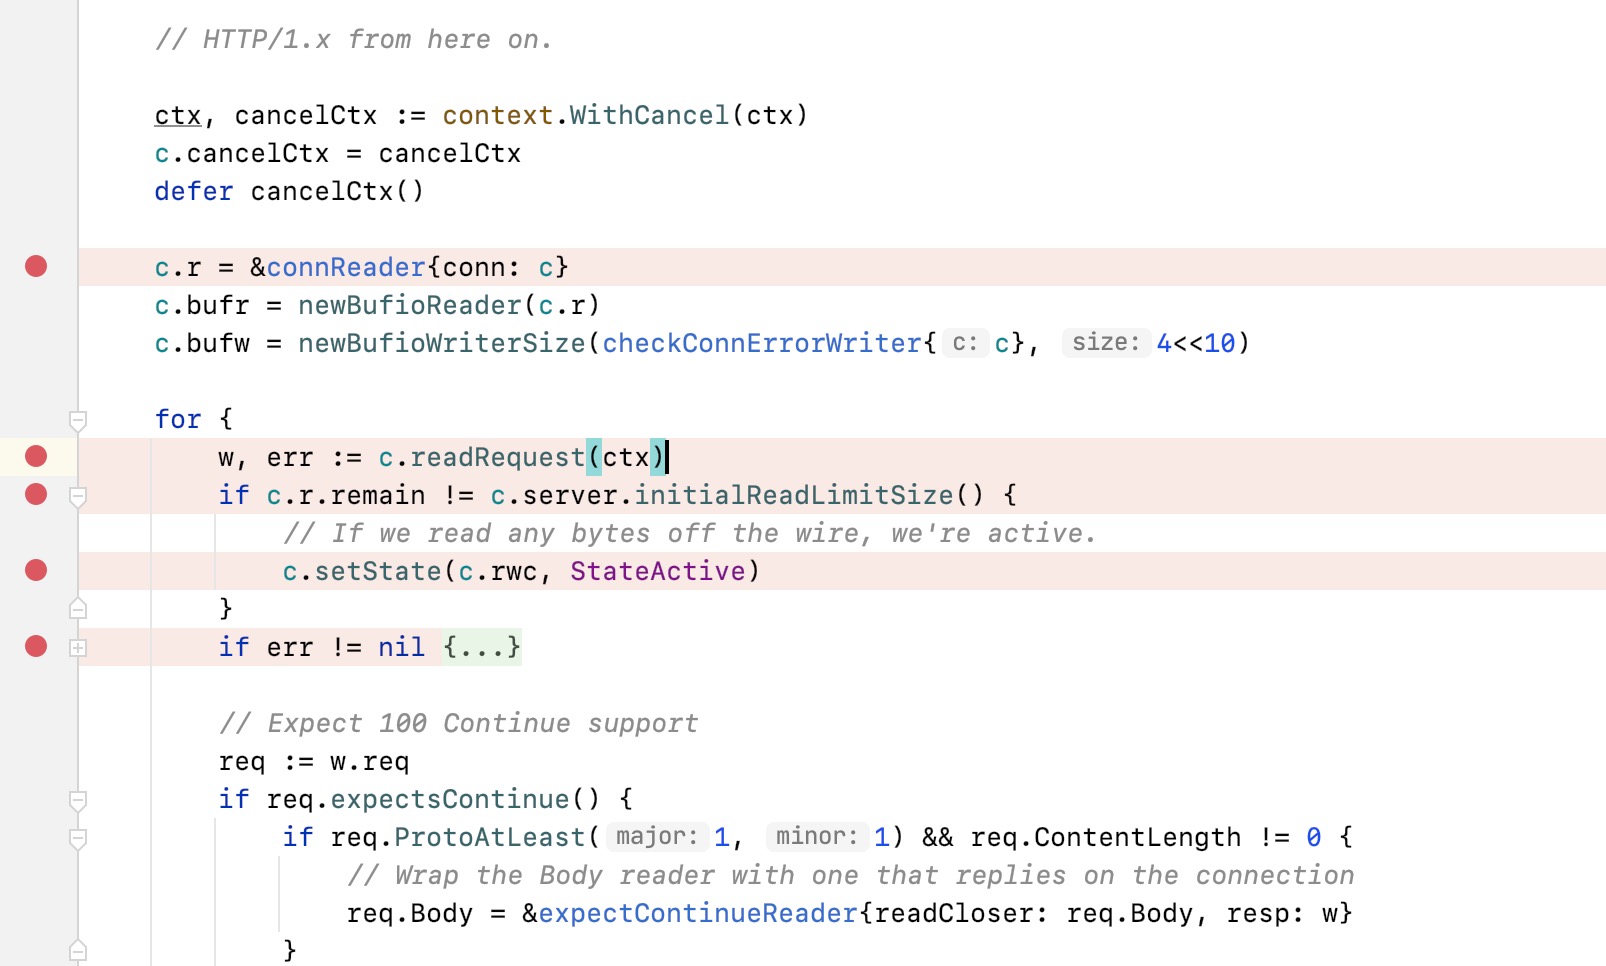 // HTTP/1.x from here on.
ctx, cancelCtx := context.WithCancel(ctx)
c.cancelCtx = cancelCtx
defer cancelCtx()
c.r = &connReader{conn: c}
c.bufr = newBufioReader(c.r)
c.bufw = newBufioWriterSize(checkConnErrorWriter{ c: c}, size: 4<<10)
for {
w, err := c.readRequest(ctx)
if c.r.remain != c.server.initialReadLimitSize() {
// If we read any bytes off the wire, we're active.
c.setState(c.rwc, StateActive)
}
if err != nil {...}
// Expect 100 Continue support
req := w.req
if req.expectsContinue() {
if req.ProtoAtLeast( major: 1, minor: 1) && req.ContentLength != 0 {
// Wrap the Body reader with one that replies on the connection
req.Body = &expectContinueReader{readCloser: req.Body, resp: w}
}